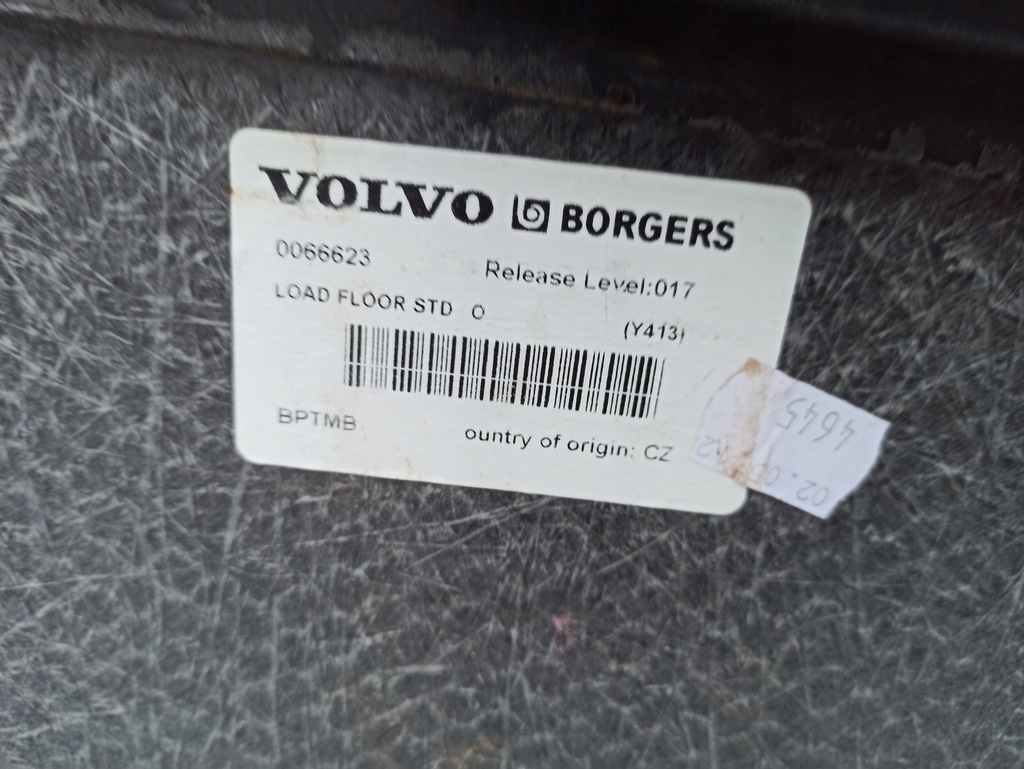 VOLVO BORGERS
0066623
Release Level:017
LOAD FLOOR STD O
(Y413)
BPTMB
ountry of origin: CZ
4645